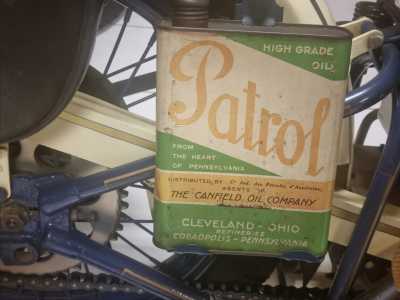 HIGH GRADE
OIL
Patrol
FROM
THE HEART
OF PENNSYLVANIA
DISTRIBUTED BY
AGENTS
THE CANFIELD OIL COMPANY
CLEVELAND - OHIO
REFINERIES
CORAOPOLIS - PENNSYLVANIA